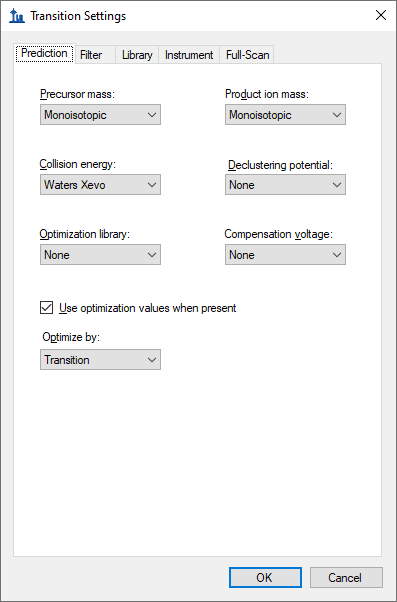 Transition Settings
Prediction Filter Library Instrument Full-Scan
Precursor mass: Product ion mass:
Monoisotopic Monoisotopic
Collision energy: Declustering potential:
Waters Xevo None
Optimization library: Compensation voltage:
None None
Use optimization values when present
Optimize by:
Transition
OK Cancel